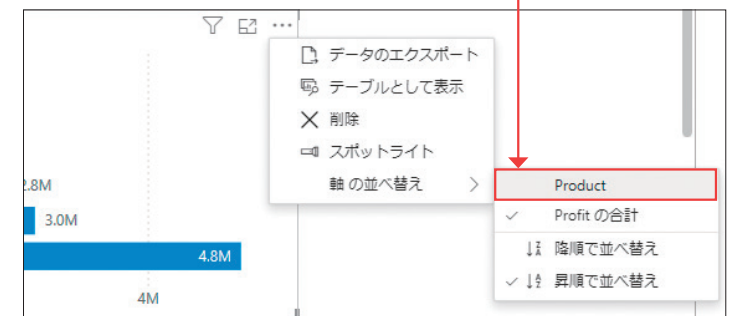 データのエクスポート
テーブルとして表示
削除
スポットライト
軸 の並べ替え
Product
Profit の合計
降順で並べ替え
昇順で並べ替え
2.8M
3.0M
4.8M
4M